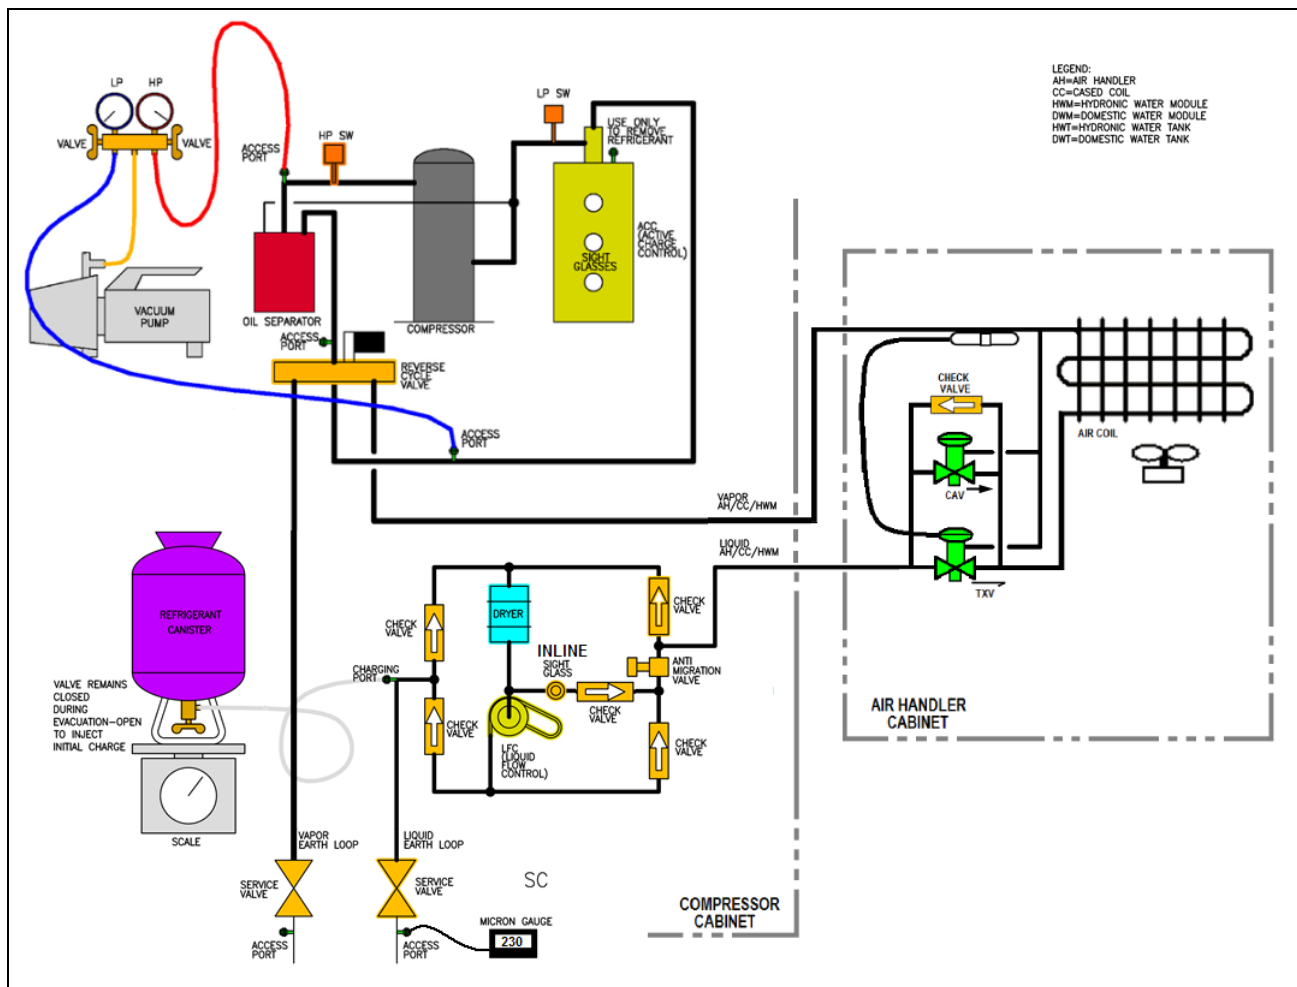 LEGEND:
AH=AIR HANDLER
CC=CASED COIL
HWM=HYDRONIC WATER MODULE
DWM=DOMESTIC WATER MODULE
HWT=HYDRONIC WATER TANK
DWT=DOMESTIC WATER TANK
LP
HP
VALVE
VALVE
ACCESS
PORT
HP SW
LP SW
USE ONLY
TO REMOVE
REFRIGERANT
ACC
(ACTIVE
CHARGE
CONTROL)
SIGHT
GLASSES
VACUUM
PUMP
OIL SEPARATOR
COMPRESSOR
ACCESS
PORT
REVERSE
CYCLE
VALVE
ACCESS
PORT
CHECK
VALVE
AIR COIL
CAV
VAPOR
AH/CC/HWM
LIQUID
AH/CC/HWM
TXV
REFRIGERANT
CANISTER
VALVE REMAINS
CLOSED
DURING
EVACUATION-OPEN
TO INJECT
INITIAL CHARGE
SCALE
CHECK
VALVE
DRYER
CHECK
VALVE
INLINE
SIGHT
GLASS
ANTI
MIGRATION
VALVE
CHARGING
PORT
CHECK
VALVE
CHECK
VALVE
CHECK
VALVE
LFC
(LIQUID
FLOW
CONTROL)
AIR HANDLER
CABINET
VAPOR
EARTH LOOP
LIQUID
EARTH LOOP
SERVICE
VALVE
SERVICE
VALVE
SC
COMPRESSOR
CABINET
ACCESS
PORT
ACCESS
PORT
MICRON GAUGE
230